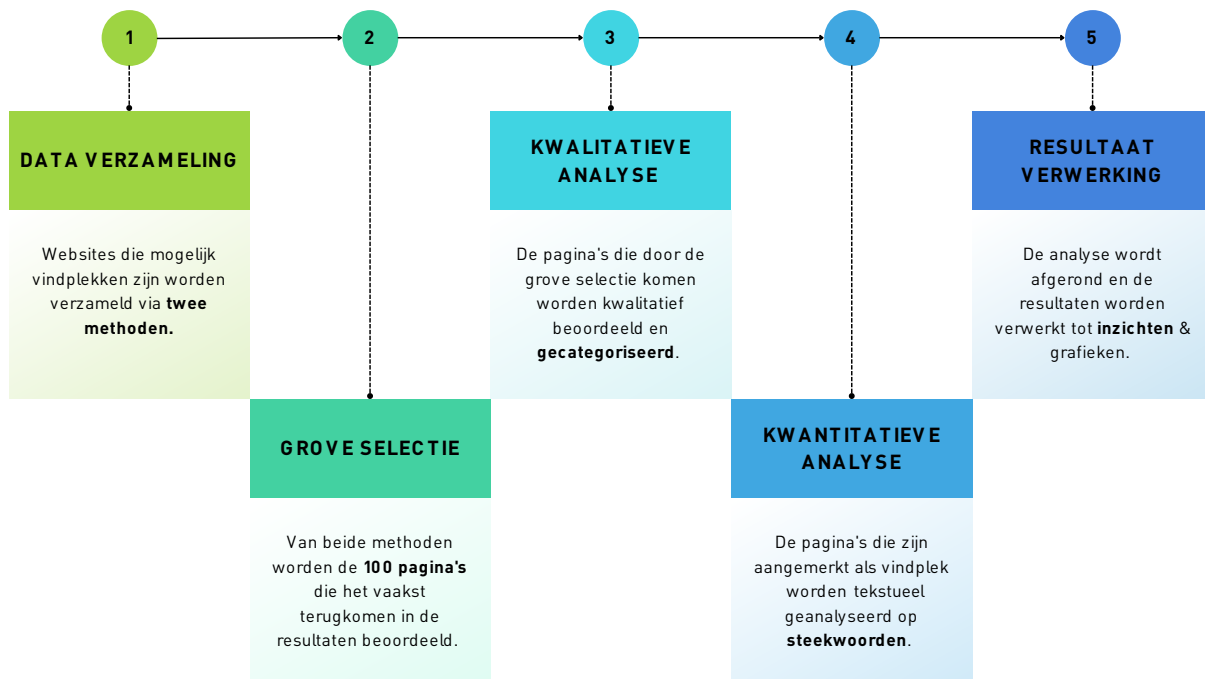 1
2
3
4
5
DATA VERZAMELING
Websites die mogelijk
vindplekken zijn worden
verzameld via twee
methoden.
GROVE SELECTIE
Van beide methoden
worden de 100 pagina's
die het vaakst
terugkomen in de
resultaten beoordeeld.
KWALITATIEVE
ANALYSE
De pagina's die door de
grove selectie komen
worden kwalitatief
beoordeeld en
gecategoriseerd.
KWANTITATIEVE
ANALYSE
De pagina's die zijn
aangemerkt als vindplek
worden tekstueel
geanalyseerd op
steekwoorden.
RESULTAAT
VERWERKING
De analyse wordt
afgerond en de
resultaten worden
verwerkt tot inzichten &
grafieken.